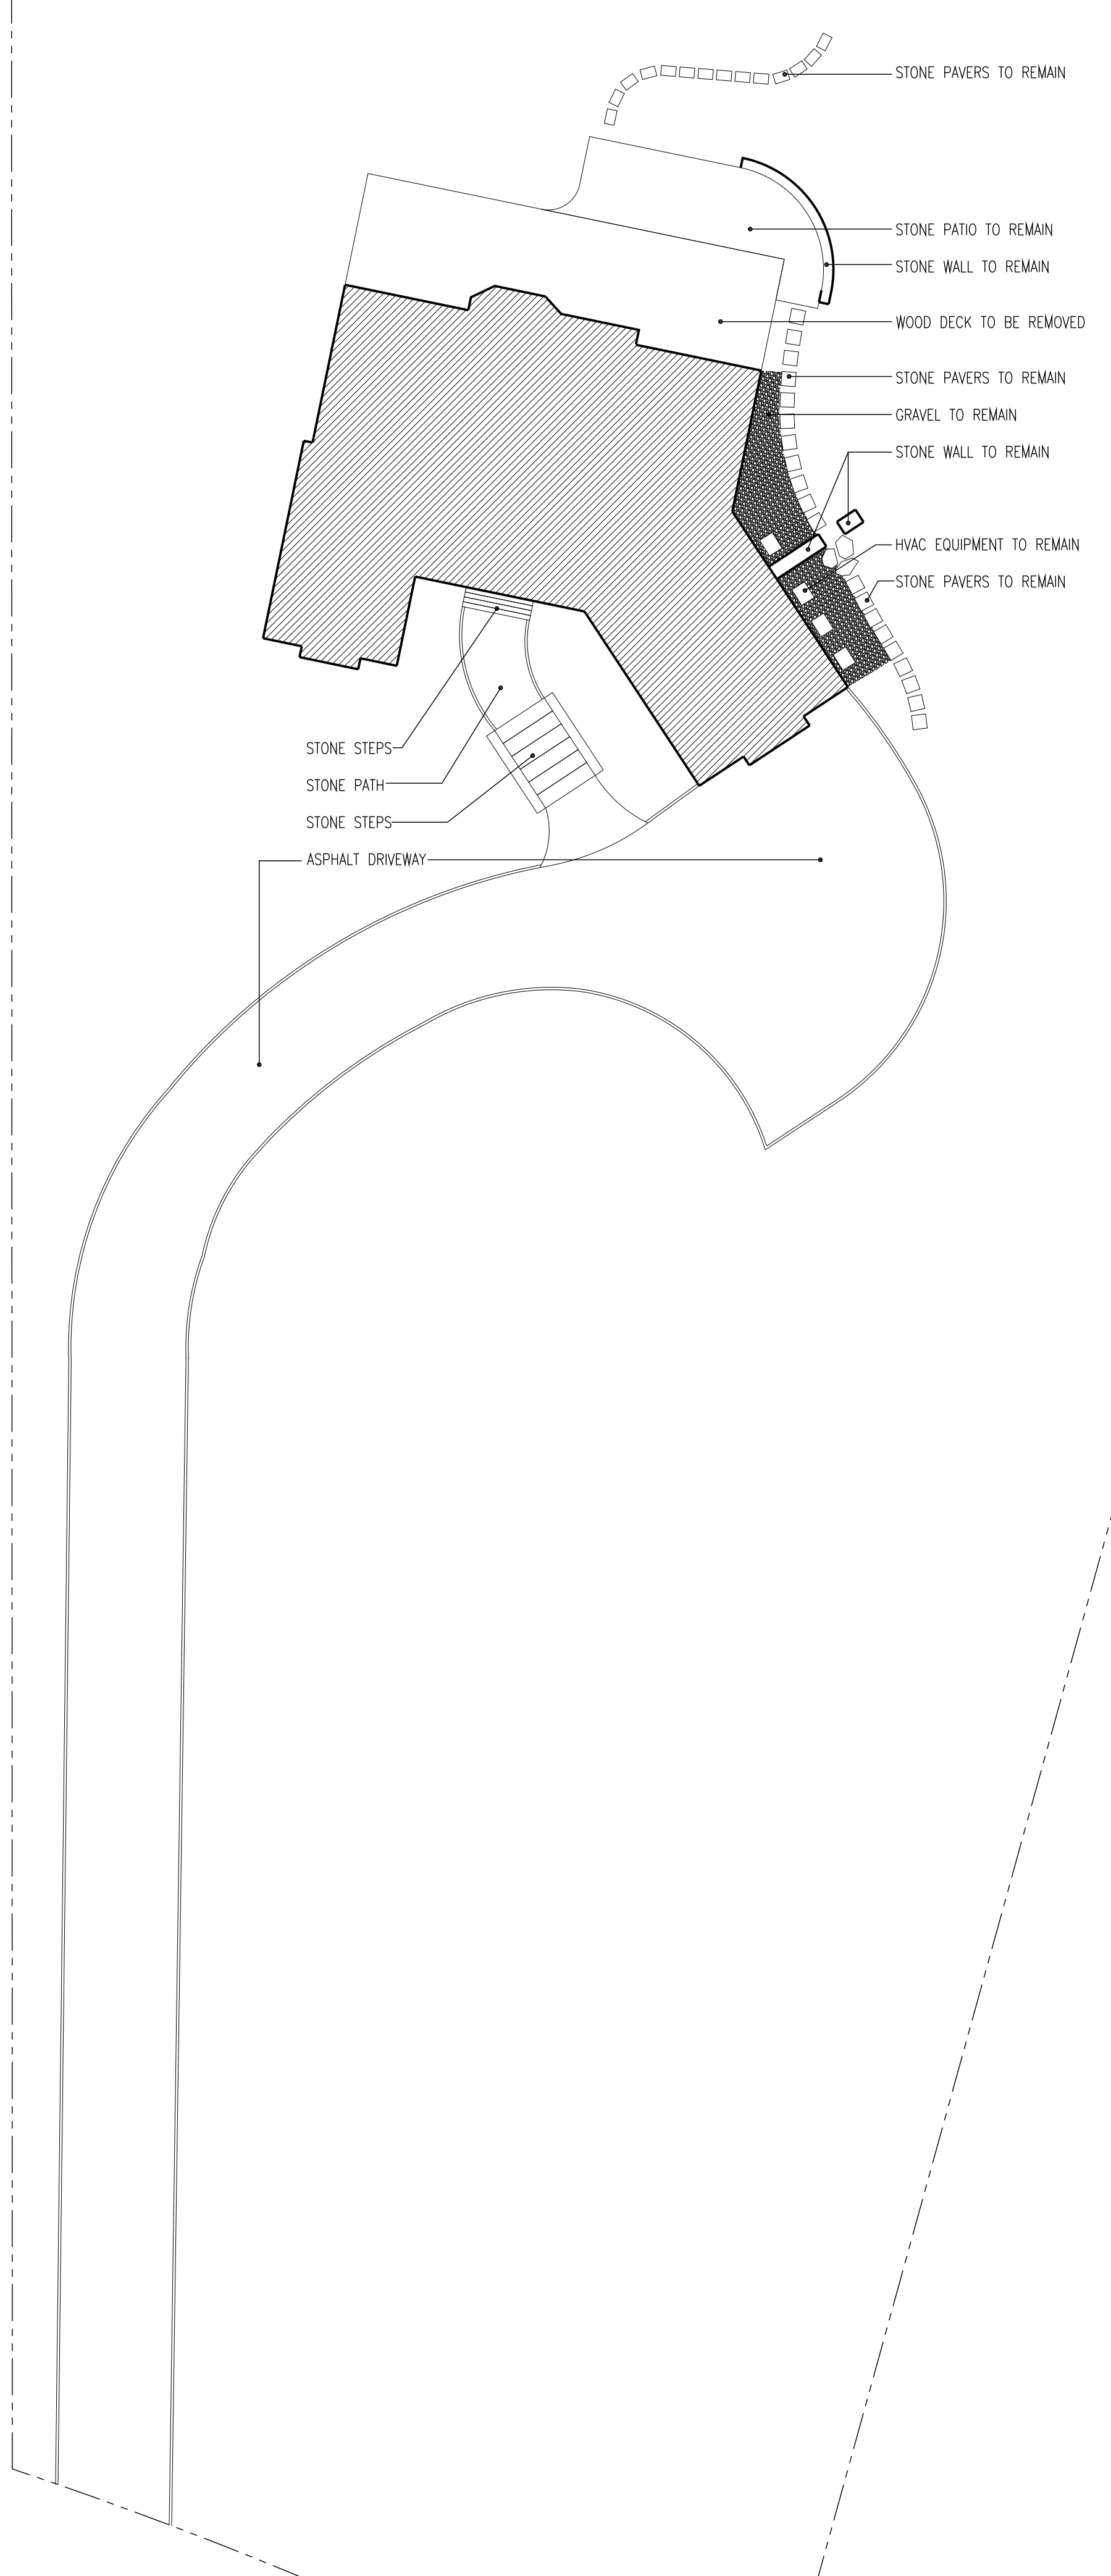 STONE PAVERS TO REMAIN
STONE PATIO TO REMAIN
STONE WALL TO REMAIN
WOOD DECK TO BE REMOVED
STONE PAVERS TO REMAIN
GRAVEL TO REMAIN
STONE WALL TO REMAIN
HVAC EQUIPMENT TO REMAIN
STONE PAVERS TO REMAIN
STONE STEPS
STONE PATH
STONE STEPS
ASPHALT DRIVEWAY